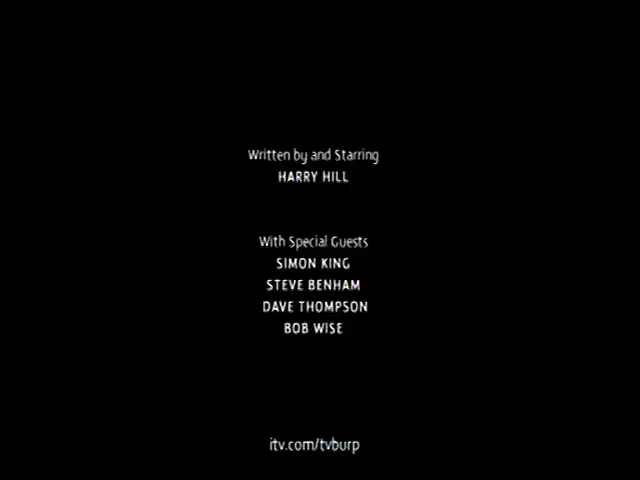 Written by and Starring
HARRY HILL
With Special Guests
SIMON KING
STEVE BENHAM
DAVE THOMPSON
BOB WISE
itv.com/tvburp